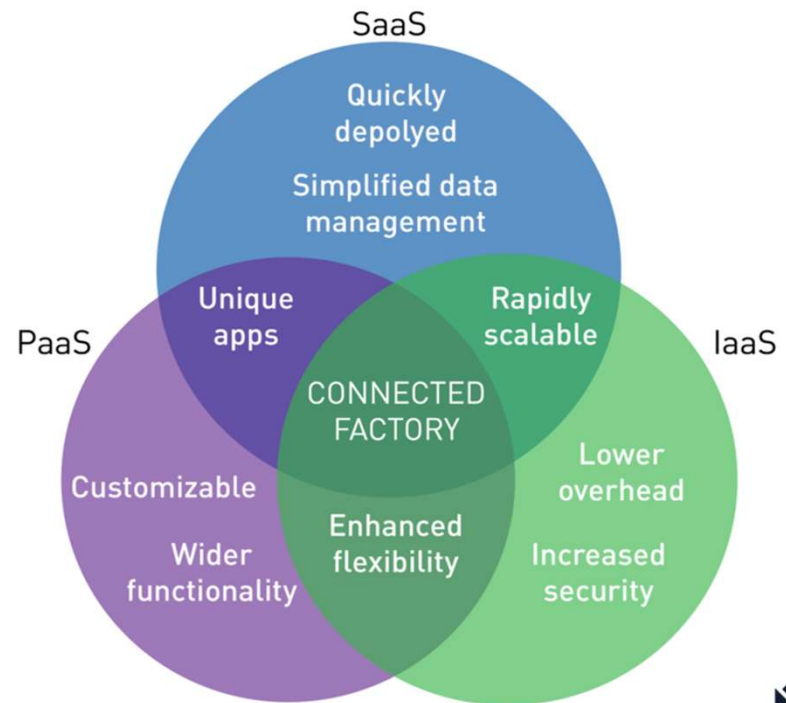 SaaS
Quickly
depolyed
Simplified data
management
Unique
apps
Rapidly
scalable
PaaS
IaaS
CONNECTED
FACTORY
Customizable
Wider
functionality
Enhanced
flexibility
Lower
overhead
Increased
security